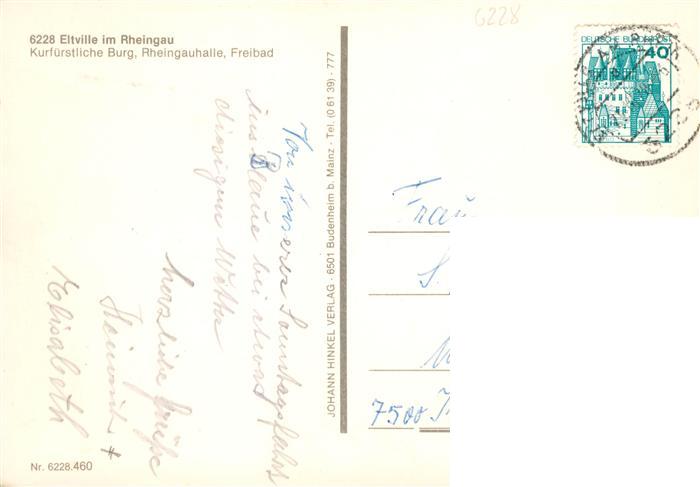 6228
6228 Eltville im Rheingau
Kurfürstliche Burg, Rheingauhalle, Freibad
DEUTSCHE BUNDESPOST
40
Von unserer Sonntagsfahrt
ins Blaue bei etwas
diesigem Wetter
herzliche Grüße
Elisabeth
JOHANN HINKEL VERLAG · 6501 Budenheim b. Mainz · Tel. (0 61 39) - 777
Frau
S.
7500
Nr. 6228.460